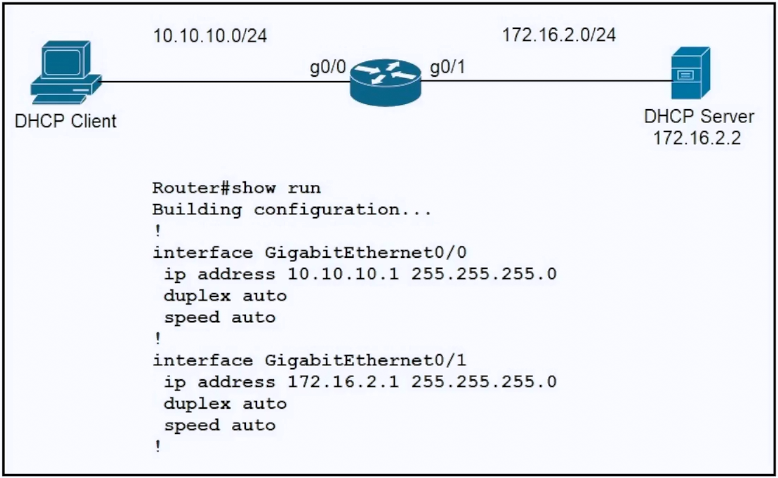 10.10.10.0/24
172.16.2.0/24
g0/0
g0/1
DHCP Client
DHCP Server
172.16.2.2
Router#show run
Building configuration...
!
interface GigabitEthernet0/0
 ip address 10.10.10.1 255.255.255.0
 duplex auto
 speed auto
!
interface GigabitEthernet0/1
 ip address 172.16.2.1 255.255.255.0
 duplex auto
 speed auto
!